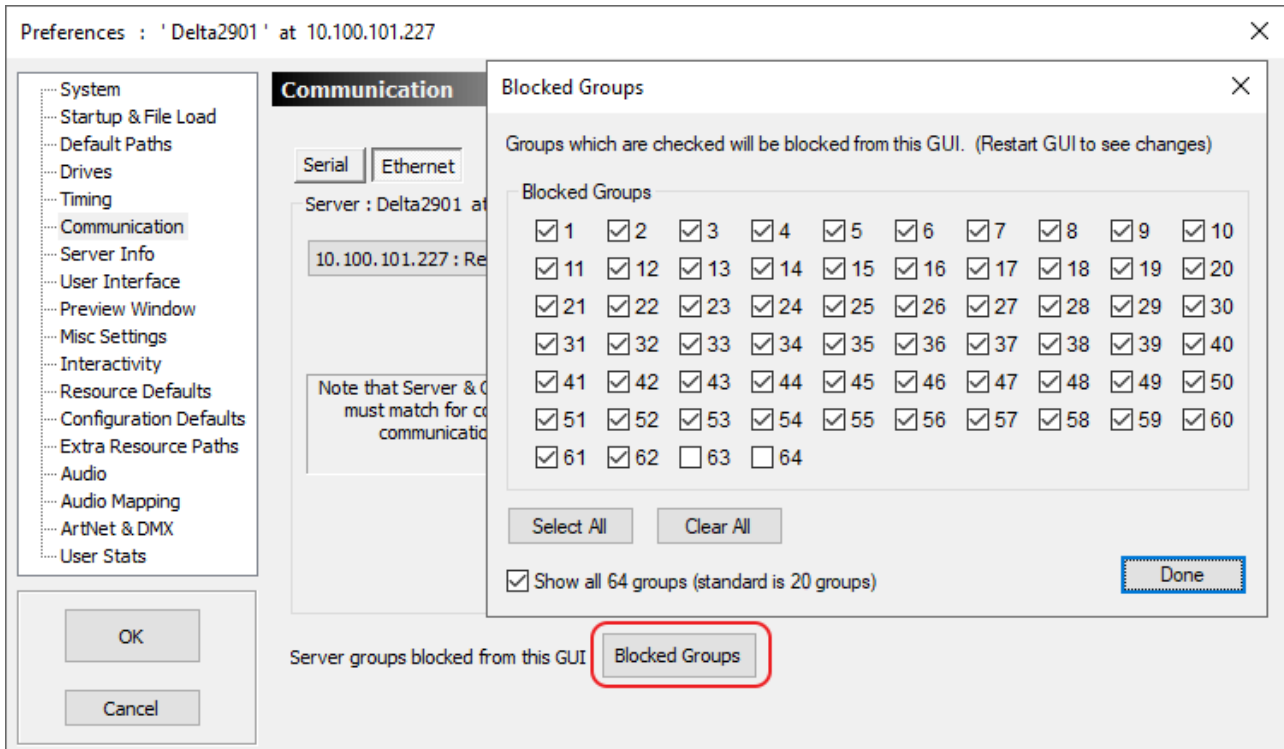 Preferences : 'Delta2901' at 10.100.101.227
System
Startup & File Load
Default Paths
Drives
Timing
Communication
Server Info
User Interface
Preview Window
Misc Settings
Interactivity
Resource Defaults
Configuration Defaults
Extra Resource Paths
Audio
Audio Mapping
ArtNet & DMX
User Stats
OK
Cancel
Communication
Serial Ethernet
Server : Delta2901 at
10.100.101.227 : Re
Note that Server &
must match for co
communicatio
Server groups blocked from this GUI Blocked Groups
Blocked Groups
Groups which are checked will be blocked from this GUI. (Restart GUI to see changes)
Blocked Groups
1 2 3 4 5 6 7 8 9 10
11 12 13 14 15 16 17 18 19 20
21 22 23 24 25 26 27 28 29 30
31 32 33 34 35 36 37 38 39 40
41 42 43 44 45 46 47 48 49 50
51 52 53 54 55 56 57 58 59 60
61 62 63 64
Select All Clear All
Show all 64 groups (standard is 20 groups)
Done